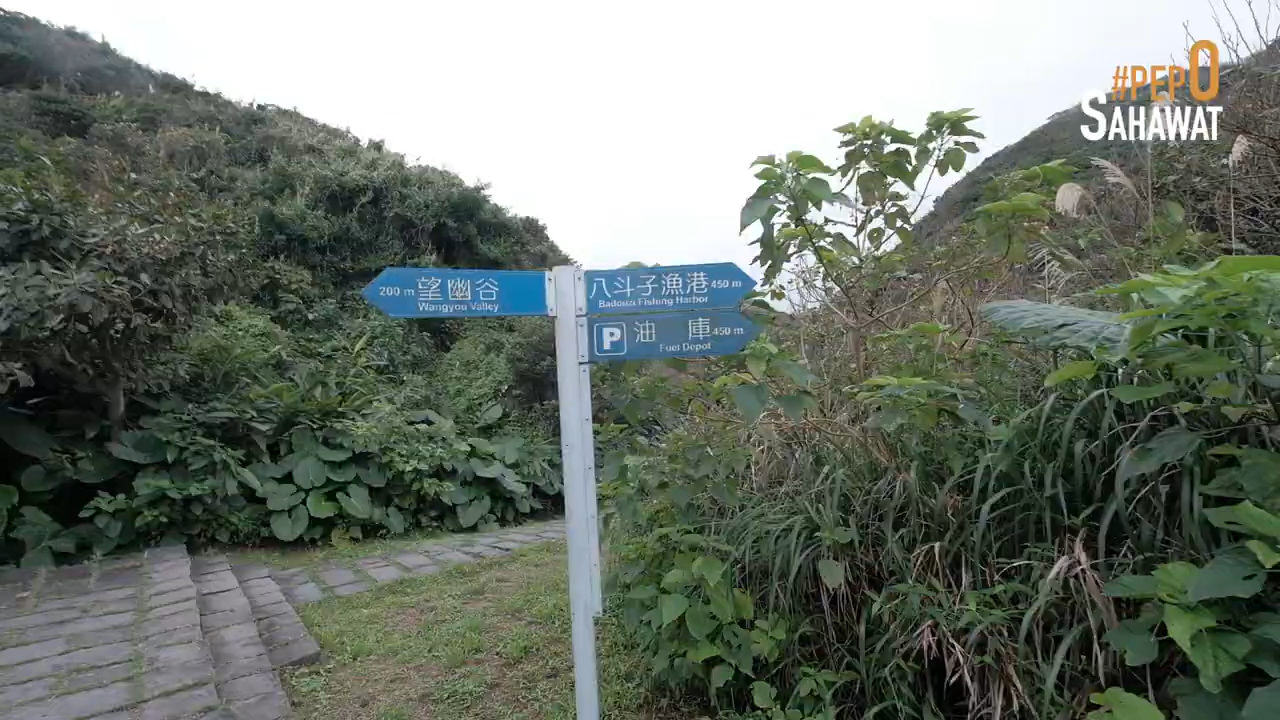 #PEPO
SAHAWAT
200 m 望幽谷
Wangyou Valley
八斗子漁港 450 m
Badouzi Fishing Harbor
P 油庫 450 m
Fuel Depot